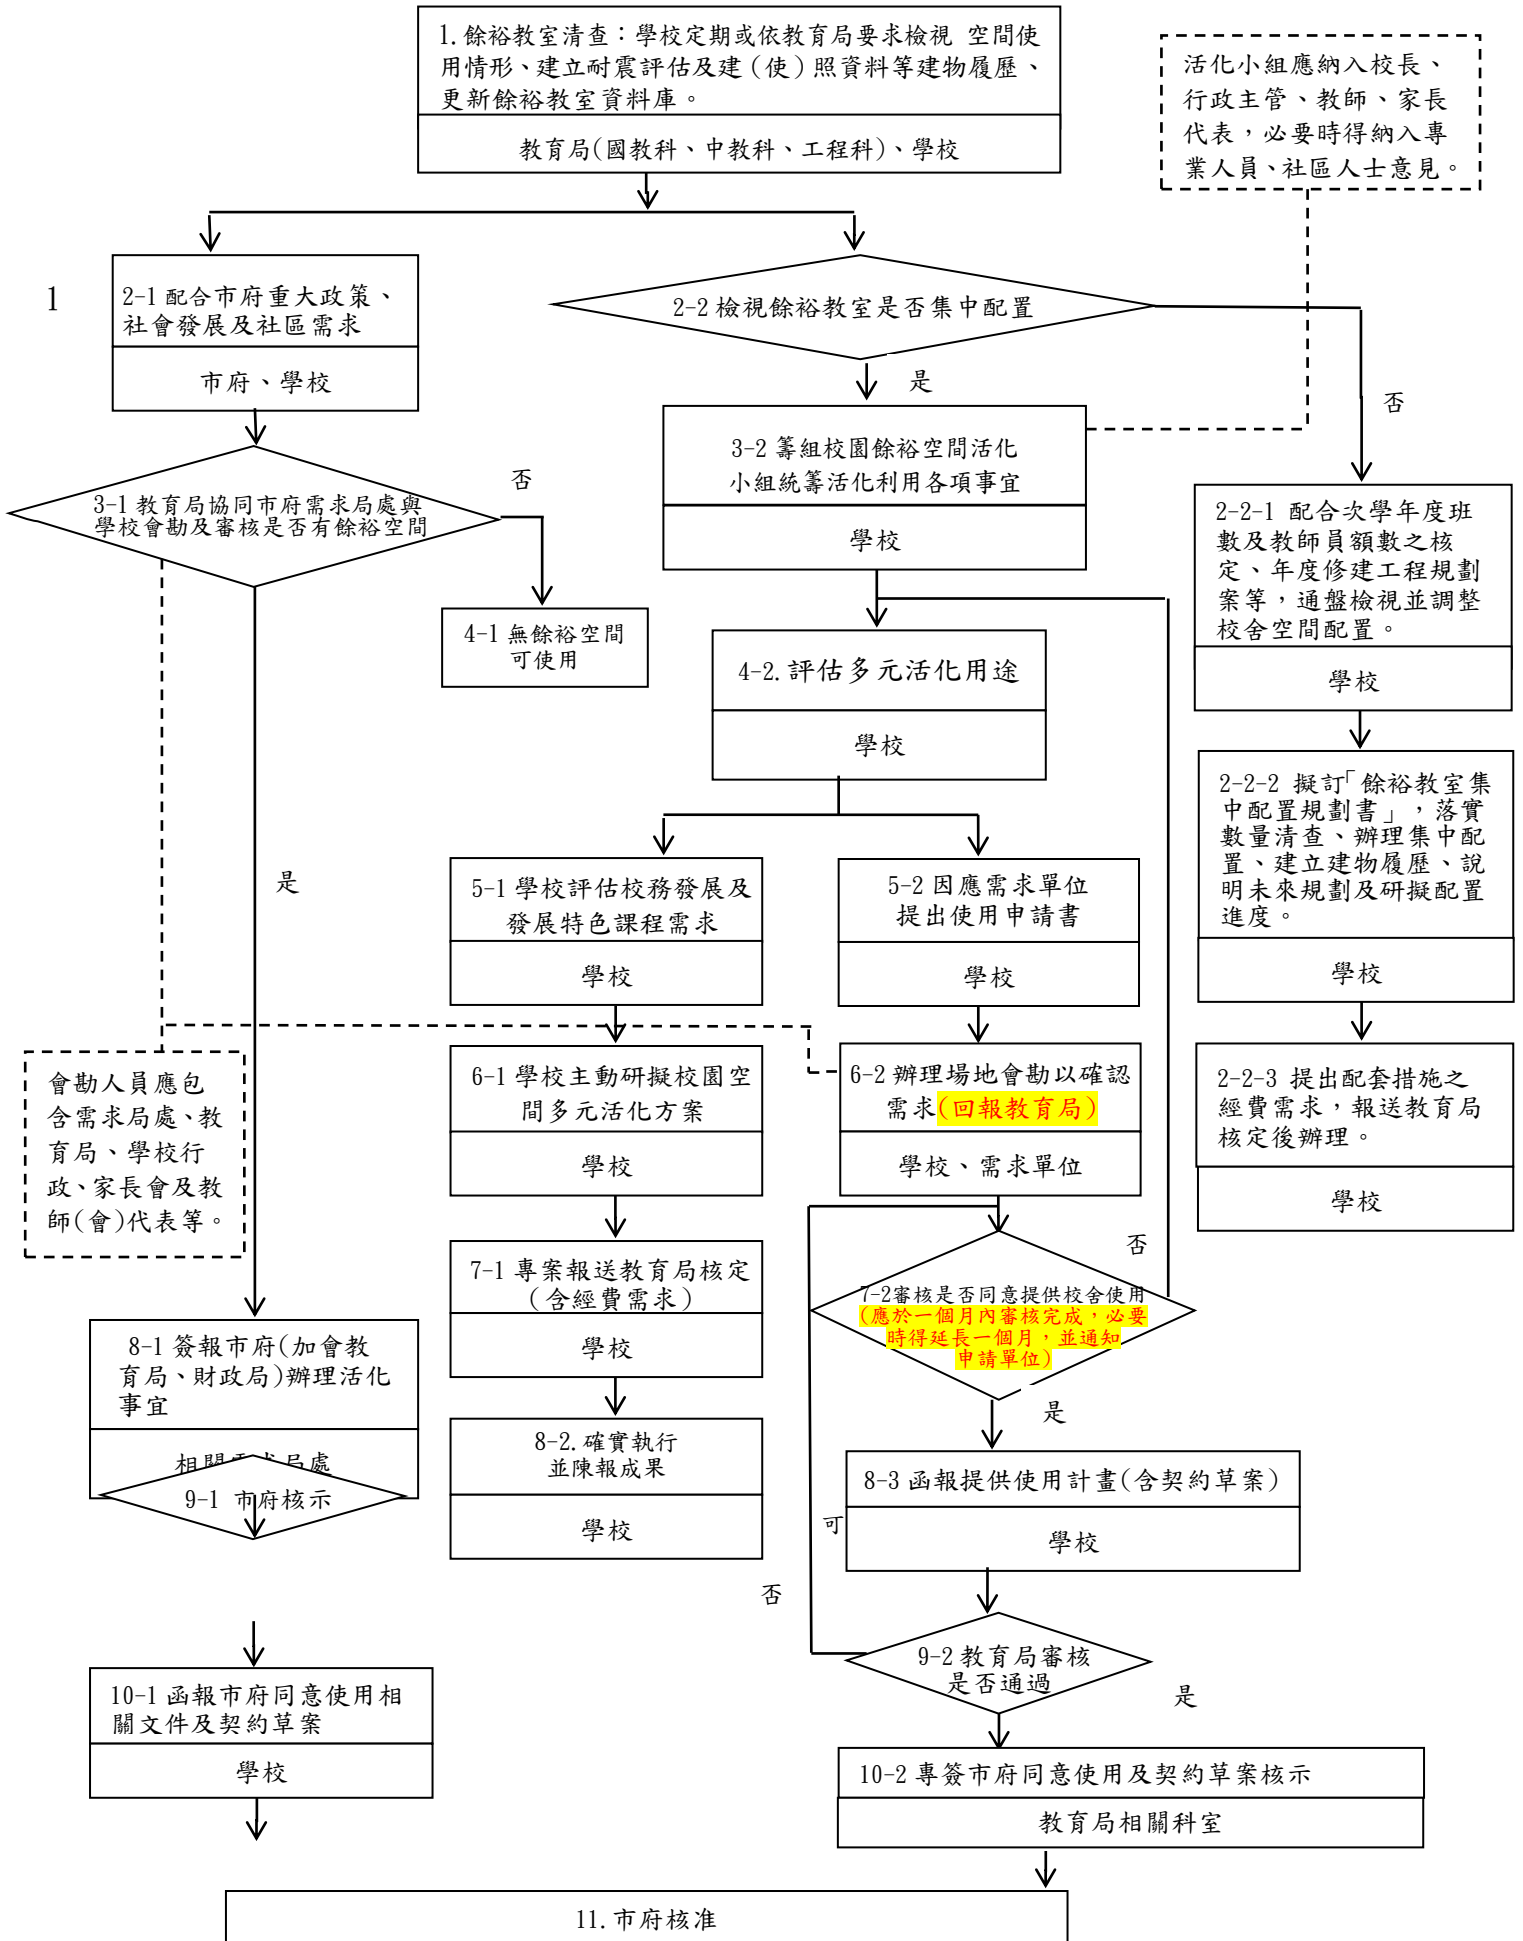 1.餘裕教室清查：學校定期或依教育局要求檢視 空間使
用情形、建立耐震評估及建(使)照資料等建物履歷、
更新餘裕教室資料庫。
教育局(國教科、中教科、工程科)、學校
活化小組應納入校長、
行政主管、教師、家長
代表，必要時得納入專
業人員、社區人士意見。
1
2-1 配合市府重大政策、
社會發展及社區需求
市府、學校
2-2 檢視餘裕教室是否集中配置
是
否
3-1 教育局協同市府需求局處與
學校會勘及審核是否有餘裕空間
否
是
4-1 無餘裕空間
可使用
3-2 籌組校園餘裕空間活化
小組統籌活化利用各項事宜
學校
2-2-1 配合次學年度班
數及教師員額數之核
定、年度修建工程規劃
案等，通盤檢視並調整
校舍空間配置。
學校
4-2.評估多元活化用途
學校
2-2-2 擬訂「餘裕教室集
中配置規劃書」，落實
數量清查、辦理集中配
置、建立建物履歷、說
明未來規劃及研擬配置
進度。
學校
5-1 學校評估校務發展及
發展特色課程需求
學校
5-2 因應需求單位
提出使用申請書
學校
2-2-3 提出配套措施之
經費需求，報送教育局
核定後辦理。
學校
會勘人員應包
含需求局處、教
育局、學校行
政、家長會及教
師(會)代表等。
6-1 學校主動研擬校園空
間多元活化方案
學校
6-2 辦理場地會勘以確認
需求(回報教育局)
學校、需求單位
7-1 專案報送教育局核定
(含經費需求)
學校
否
7-2審核是否同意提供校舍使用
(應於一個月內審核完成，必要
時得延長一個月，並通知
申請單位)
是
8-1 簽報市府(加會教
育局、財政局)辦理活化
事宜
相關需求局處
9-1 市府核示
8-2.確實執行
並陳報成果
學校
8-3 函報提供使用計畫(含契約草案)
學校
可
否
9-2 教育局審核
是否通過
是
10-1 函報市府同意使用相
關文件及契約草案
學校
10-2 專簽市府同意使用及契約草案核示
教育局相關科室
11.市府核准